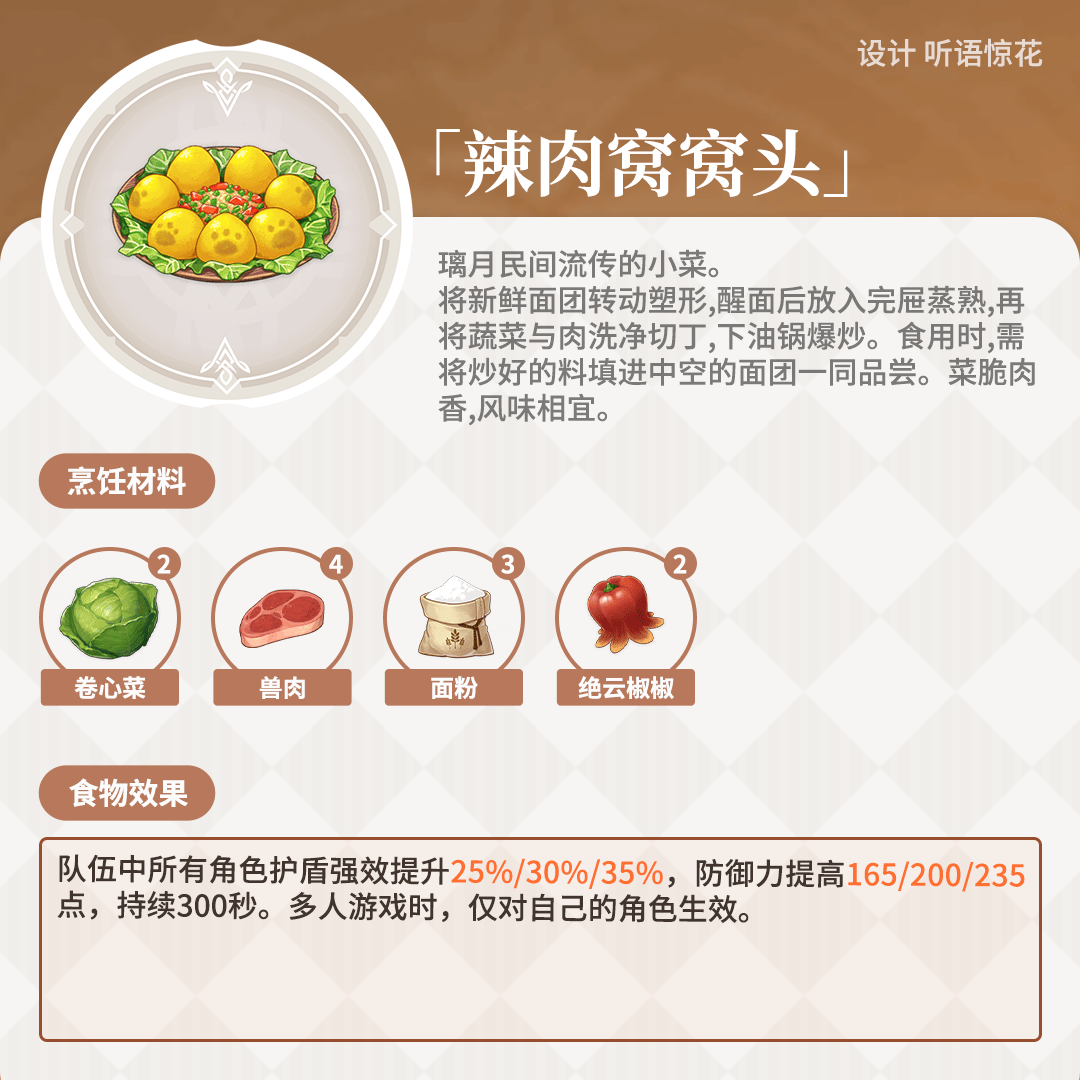 设计 听语惊花
「辣肉窝窝头」
璃月民间流传的小菜。
将新鲜面团转动塑形,醒面后放入完屉蒸熟,再
将蔬菜与肉洗净切丁,下油锅爆炒。食用时,需
将炒好的料填进中空的面团一同品尝。菜脆肉
香,风味相宜。
烹饪材料
2
4
3
2
卷心菜
兽肉
面粉
绝云椒椒
食物效果
队伍中所有角色护盾强效提升25%/30%/35%，防御力提高165/200/235
点，持续300秒。多人游戏时，仅对自己的角色生效。